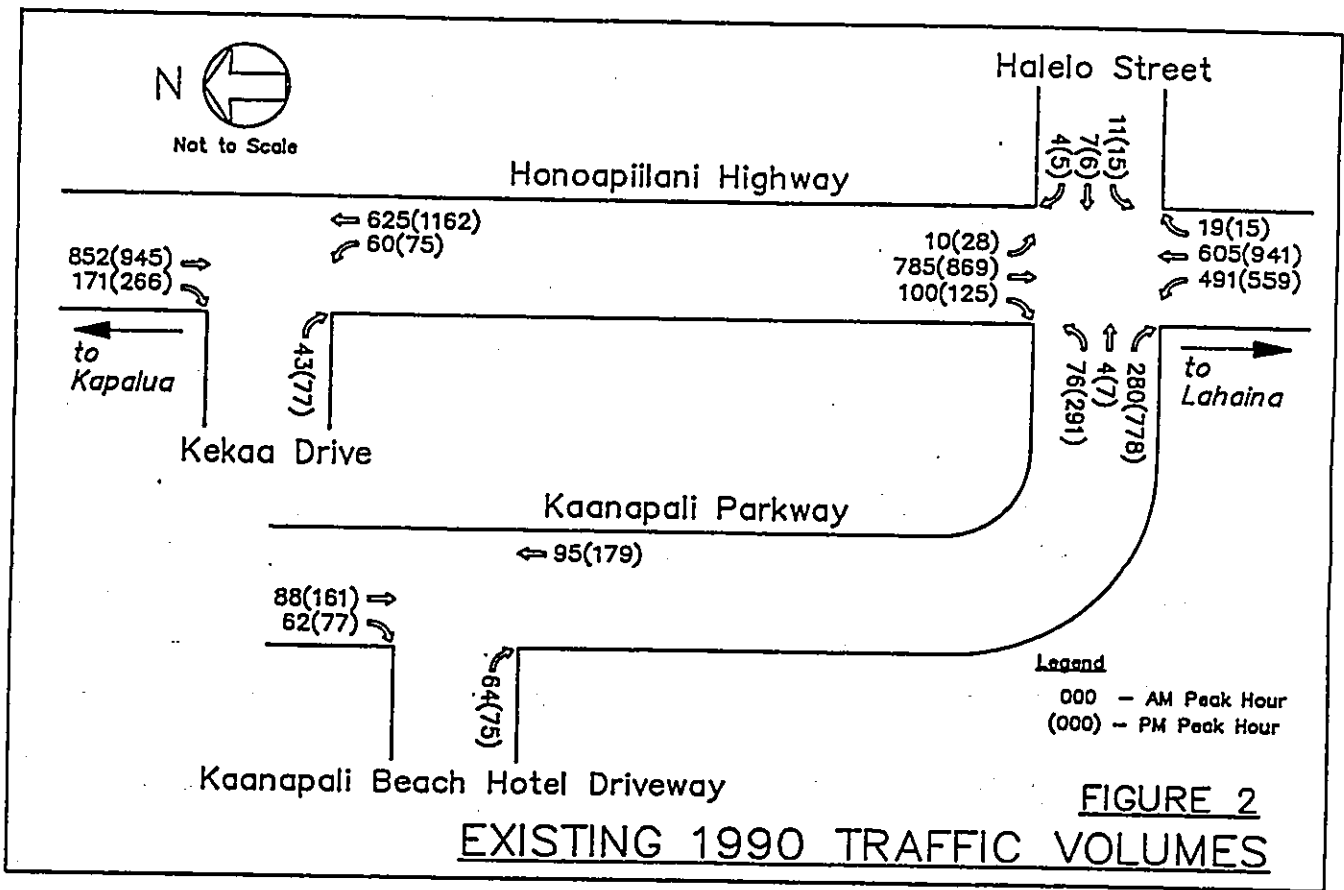 N
Not to Scale
Halelo Street
11(15)
7(6)
4(5)
Honoapiilani Highway
625(1162)
60(75)
852(945)
171(266)
10(28)
785(869)
100(125)
19(15)
605(941)
491(559)
to
Kapalua
43(77)
76(291)
4(7)
280(778)
to
Lahaina
Kekaa Drive
Kaanapali Parkway
95(179)
88(161)
62(77)
64(75)
Legend
000 – AM Peak Hour
(000) – PM Peak Hour
Kaanapali Beach Hotel Driveway
FIGURE 2
EXISTING 1990 TRAFFIC VOLUMES